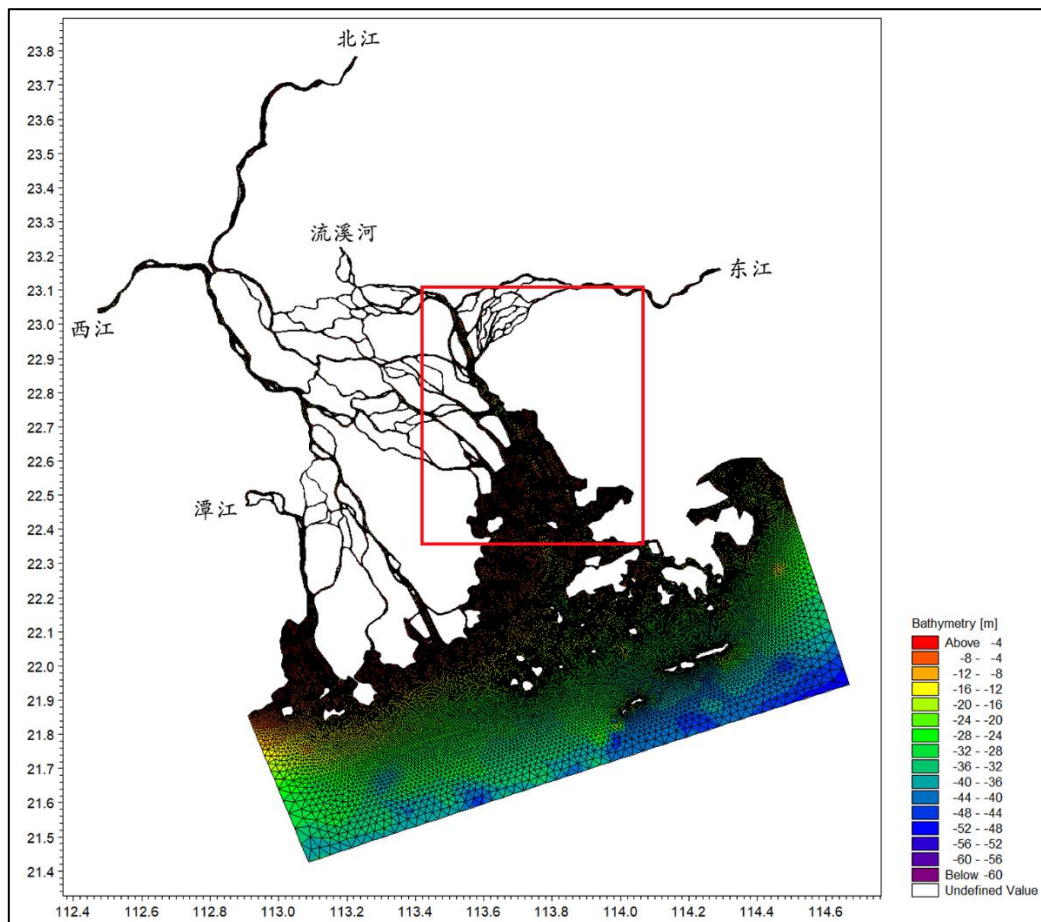 北江
流溪河
东江
西江
潭江
23.8
23.7
23.6
23.5
23.4
23.3
23.2
23.1
23.0
22.9
22.8
22.7
22.6
22.5
22.4
22.3
22.2
22.1
22.0
21.9
21.8
21.7
21.6
21.5
21.4
112.4 112.6 112.8 113.0 113.2 113.4 113.6 113.8 114.0 114.2 114.4 114.6
Bathymetry [m]
Above -4
-8 - -4
-12 - -8
-16 - -12
-20 - -16
-24 - -20
-28 - -24
-32 - -28
-36 - -32
-40 - -36
-44 - -40
-48 - -44
-52 - -48
-56 - -52
-60 - -56
Below -60
Undefined Value